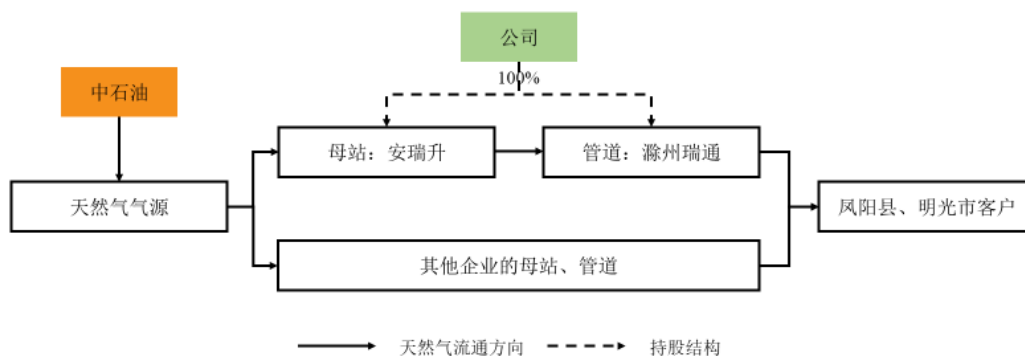 公司
100%
中石油
母站：安瑞升
管道：滁州瑞通
天然气气源
凤阳县、明光市客户
其他企业的母站、管道
天然气流通方向
持股结构